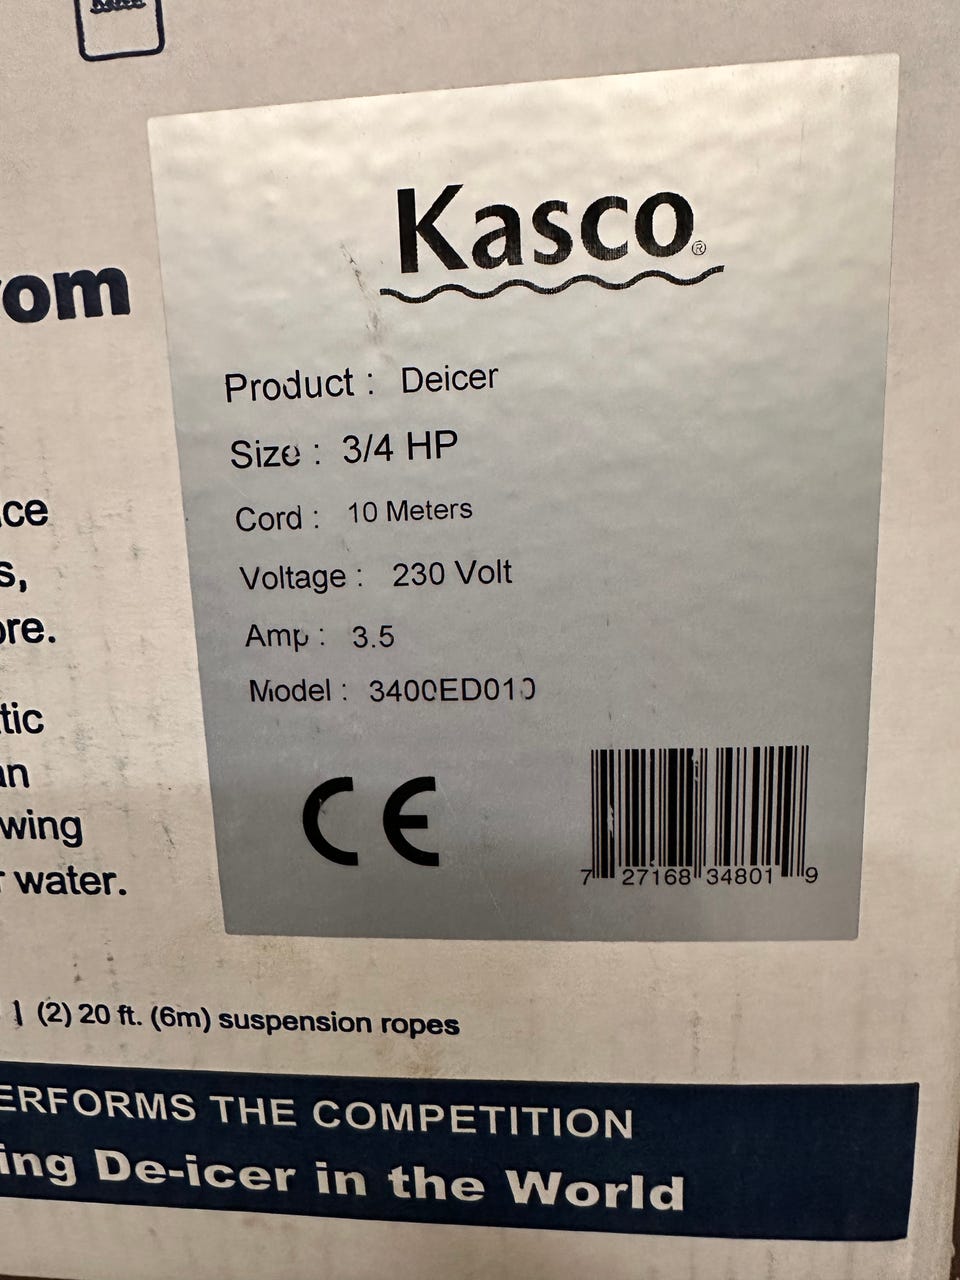 Kasco®
Product : Deicer
Size : 3/4 HP
Cord : 10 Meters
Voltage : 230 Volt
Amp : 3.5
Model : 3400ED010
CE
7 27168 34801 9
om
ce
s,
ore.
tic
an
wing
r water.
(2) 20 ft. (6m) suspension ropes
ERFORMS THE COMPETITION
ing De-icer in the World